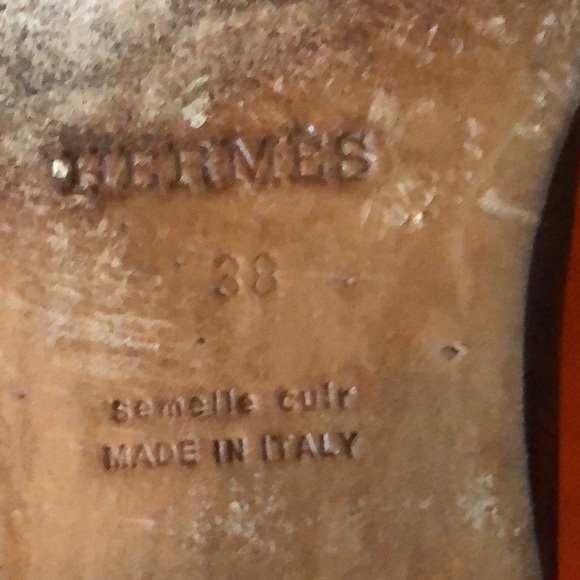 HERMES
38
semelle cuir
MADE IN ITALY